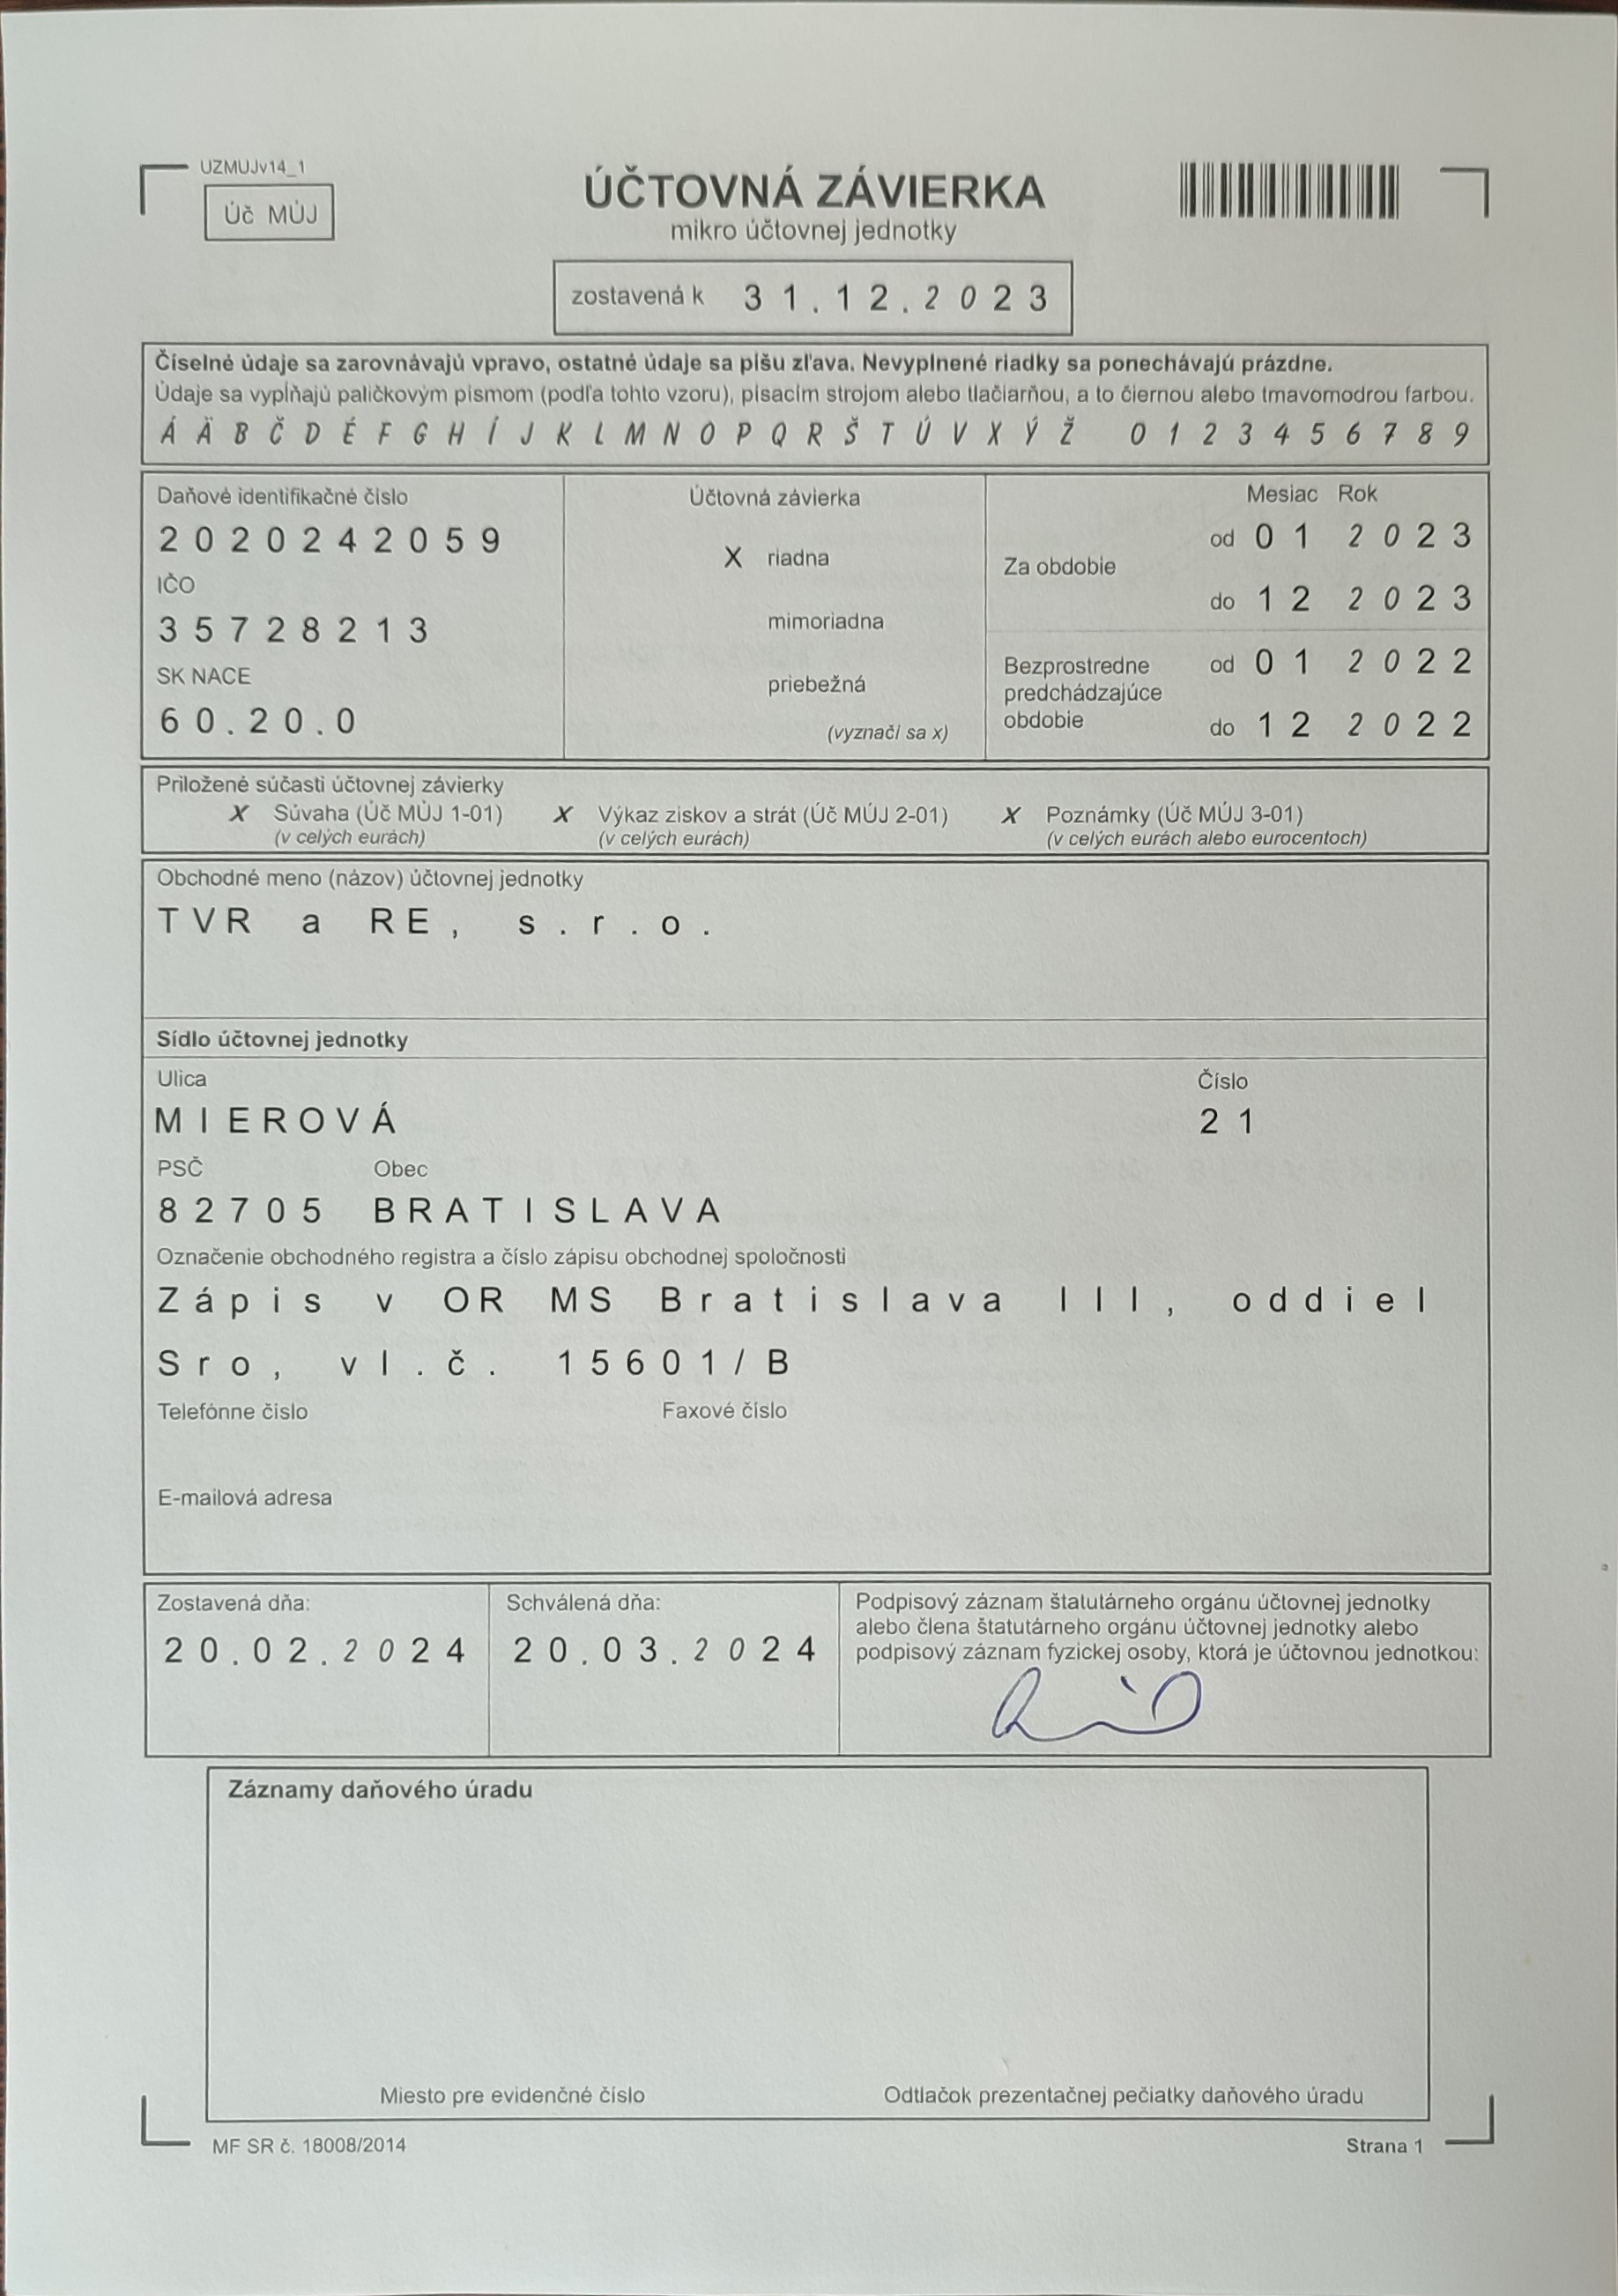 UZMUJv14_1
Úč MÚJ
ÚČTOVNÁ ZÁVIERKA
mikro účtovnej jednotky
zostavená k 31.12.2023
Číselné údaje sa zarovnávajú vpravo, ostatné údaje sa píšu zľava. Nevyplnené riadky sa ponechávajú prázdne.
Údaje sa vypĺňajú paličkovým písmom (podľa tohto vzoru), písacím strojom alebo tlačiarňou, a to čiernou alebo tmavomodrou farbou.
Á Ä B Č D É F G H Í J K L M N O P Q R Š T Ú V X Ý Ž 0 1 2 3 4 5 6 7 8 9
Daňové identifikačné číslo
2020242059
IČO
35728213
SK NACE
60.20.0
Účtovná závierka
X riadna
mimoriadna
priebežná
(vyznačí sa x)
Mesiac Rok
Za obdobie
od 01 2023
do 12 2023
Bezprostredne predchádzajúce obdobie
od 01 2022
do 12 2022
Priložené súčasti účtovnej závierky
X Súvaha (Úč MÚJ 1-01) X Výkaz ziskov a strát (Úč MÚJ 2-01) X Poznámky (Úč MÚJ 3-01)
(v celých eurách) (v celých eurách) (v celých eurách alebo eurocentoch)
Obchodné meno (názov) účtovnej jednotky
TVR a RE, s.r.o.
Sídlo účtovnej jednotky
Ulica Číslo
MIEROVÁ 21
PSČ Obec
82705 BRATISLAVA
Označenie obchodného registra a číslo zápisu obchodnej spoločnosti
Zápis v OR MS Bratislava III, oddiel
Sro, vl.č. 15601/B
Telefónne číslo Faxové číslo
E-mailová adresa
Zostavená dňa:
20.02.2024
Schválená dňa:
20.03.2024
Podpisový záznam štatutárneho orgánu účtovnej jednotky
alebo člena štatutárneho orgánu účtovnej jednotky alebo
podpisový záznam fyzickej osoby, ktorá je účtovnou jednotkou:
Záznamy daňového úradu
Miesto pre evidenčné číslo Odtlačok prezentačnej pečiatky daňového úradu
MF SR č. 18008/2014 Strana 1